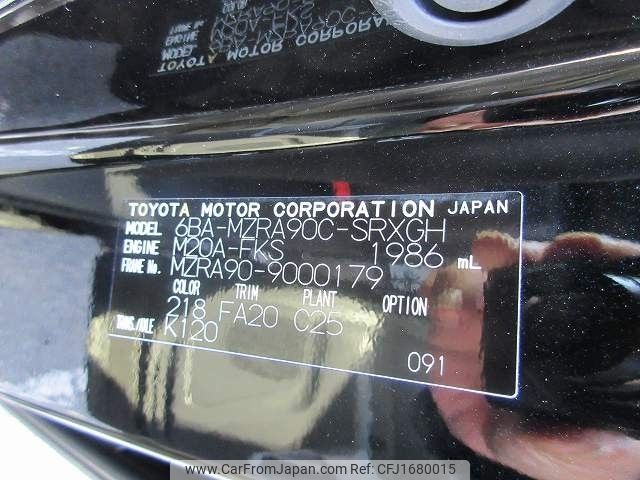 TOYOTA MOTOR CORPORATION JAPAN
MODEL 6BA-MZRA90C-SRXGH
ENGINE M20A-FKS 1986 mL
FRAME No. MZRA90-9000179
COLOR TRIM PLANT OPTION
218 FA20 C25
TRANS./AXLE K120
091
www.CarFromJapan.com | CFJ1680015